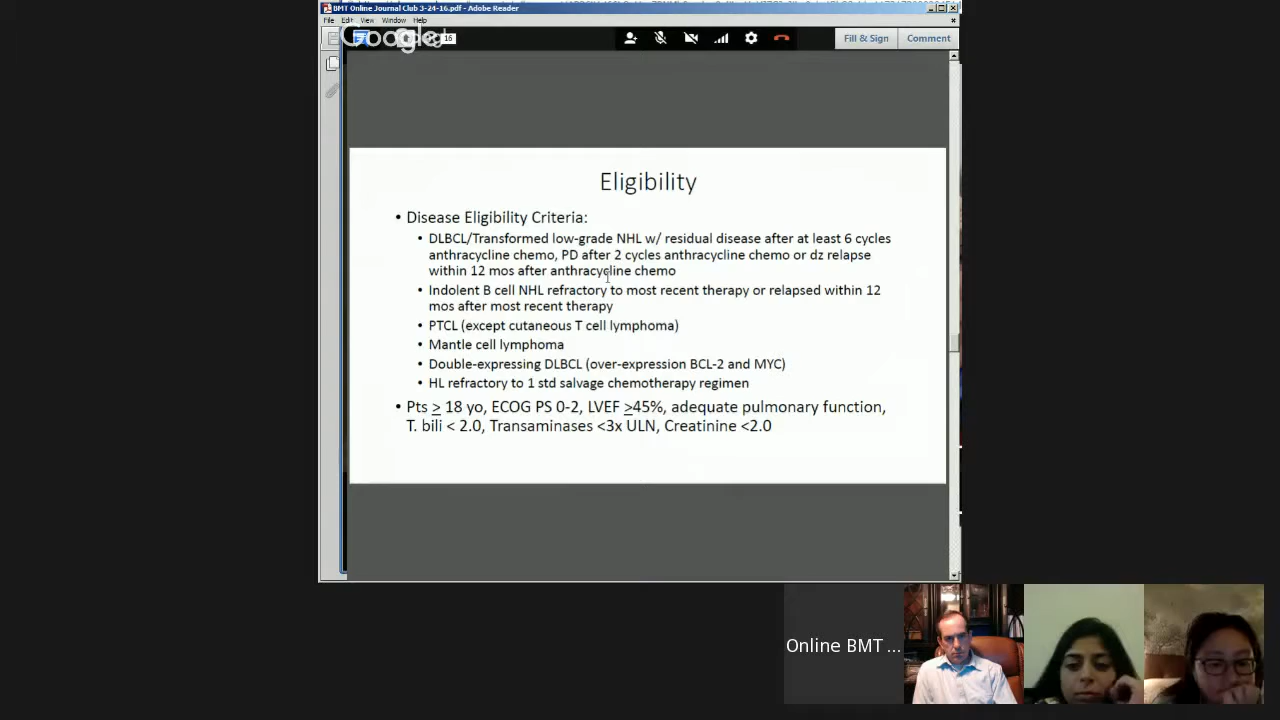 BMT Online Journal Club 3-24-16.pdf - Adobe Reader
File Edit View Window Help
Google+
16
Fill & Sign
Comment
Eligibility
• Disease Eligibility Criteria:
• DLBCL/Transformed low-grade NHL w/ residual disease after at least 6 cycles
anthracycline chemo, PD after 2 cycles anthracycline chemo or dz relapse
within 12 mos after anthracycline chemo
• Indolent B cell NHL refractory to most recent therapy or relapsed within 12
mos after most recent therapy
• PTCL (except cutaneous T cell lymphoma)
• Mantle cell lymphoma
• Double-expressing DLBCL (over-expression BCL-2 and MYC)
• HL refractory to 1 std salvage chemotherapy regimen
• Pts ≥ 18 yo, ECOG PS 0-2, LVEF ≥45%, adequate pulmonary function,
T. bili < 2.0, Transaminases <3x ULN, Creatinine <2.0
Online BMT ...